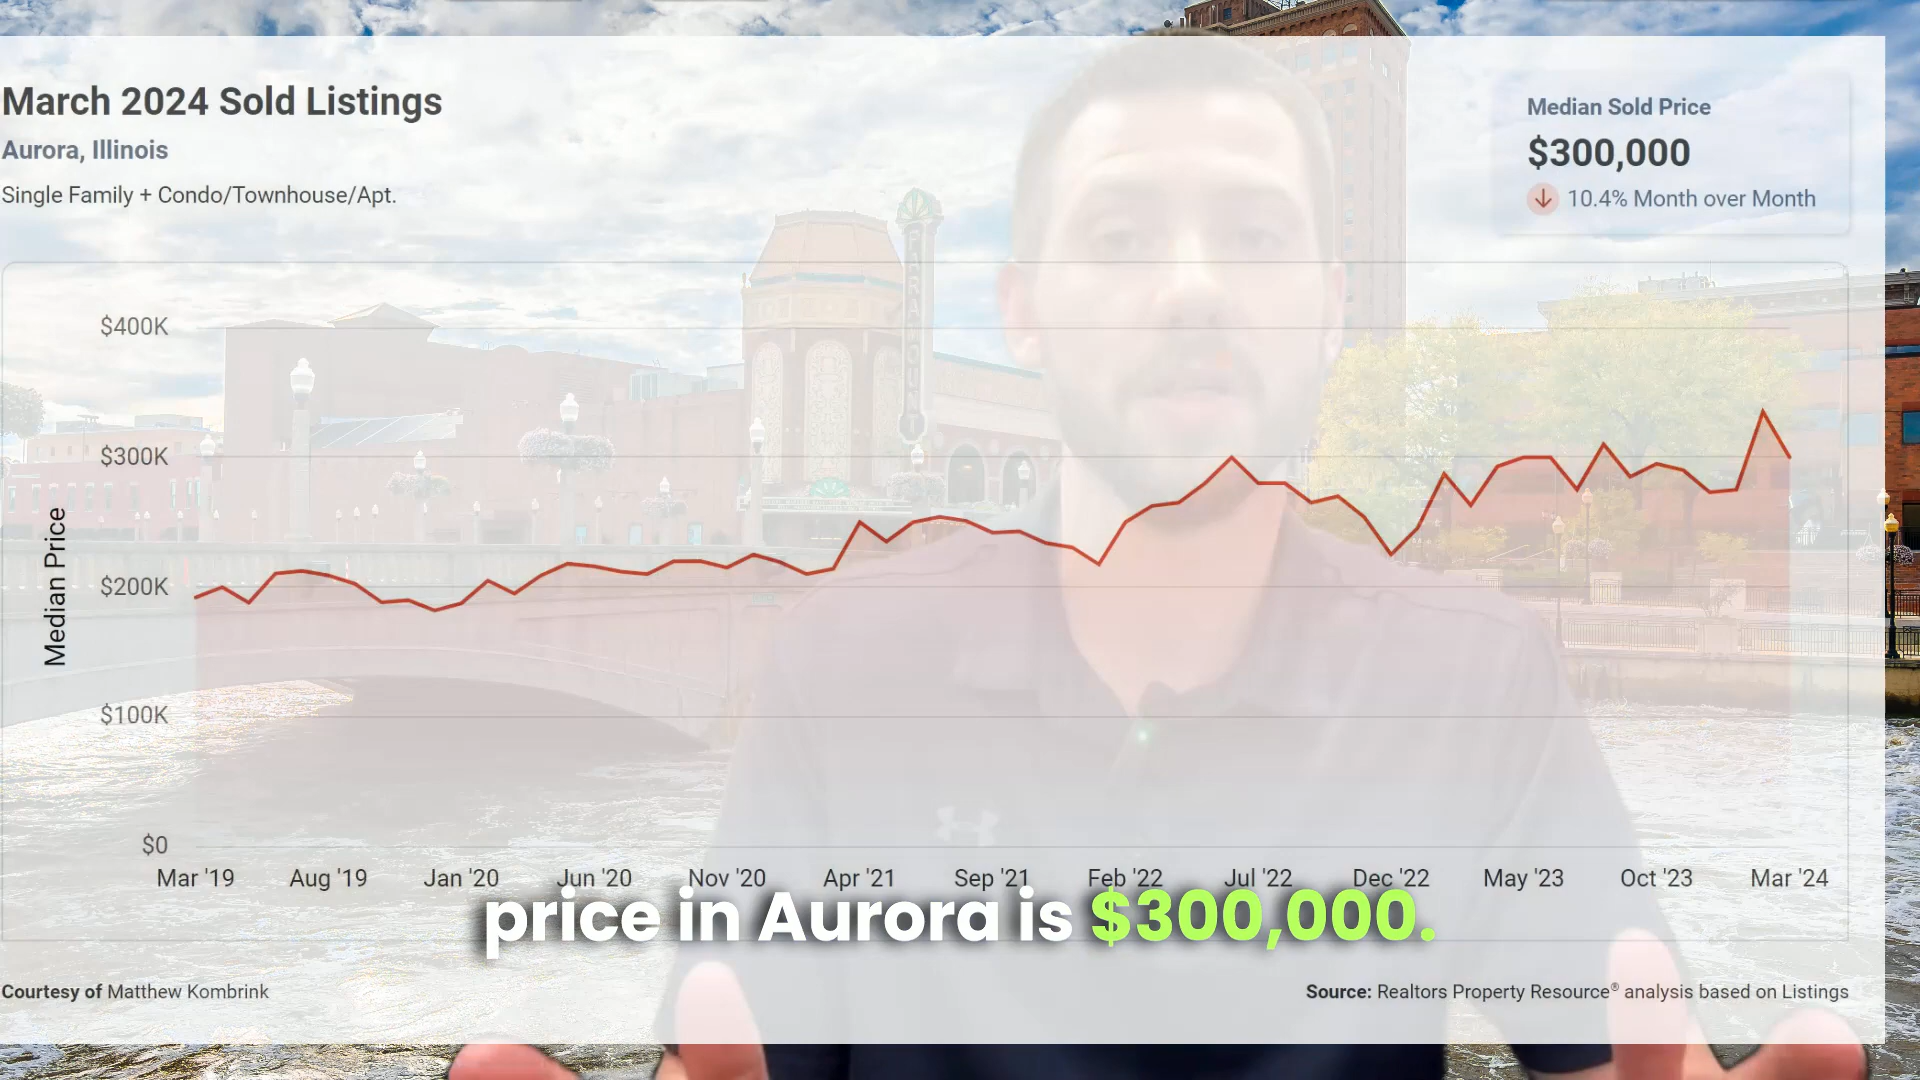 March 2024 Sold Listings
Aurora, Illinois
Single Family + Condo/Townhouse/Apt.
Median Sold Price
$300,000
10.4% Month over Month
PARAMOUNT
Median Price
$400K
$300K
$200K
$100K
$0
Mar '19 Aug '19 Jan '20 Jun '20 Nov '20 Apr '21 Sep '21 Feb '22 Jul '22 Dec '22 May '23 Oct '23 Mar '24
price in Aurora is $300,000.
Courtesy of Matthew Kombrink
Source: Realtors Property Resource® analysis based on Listings